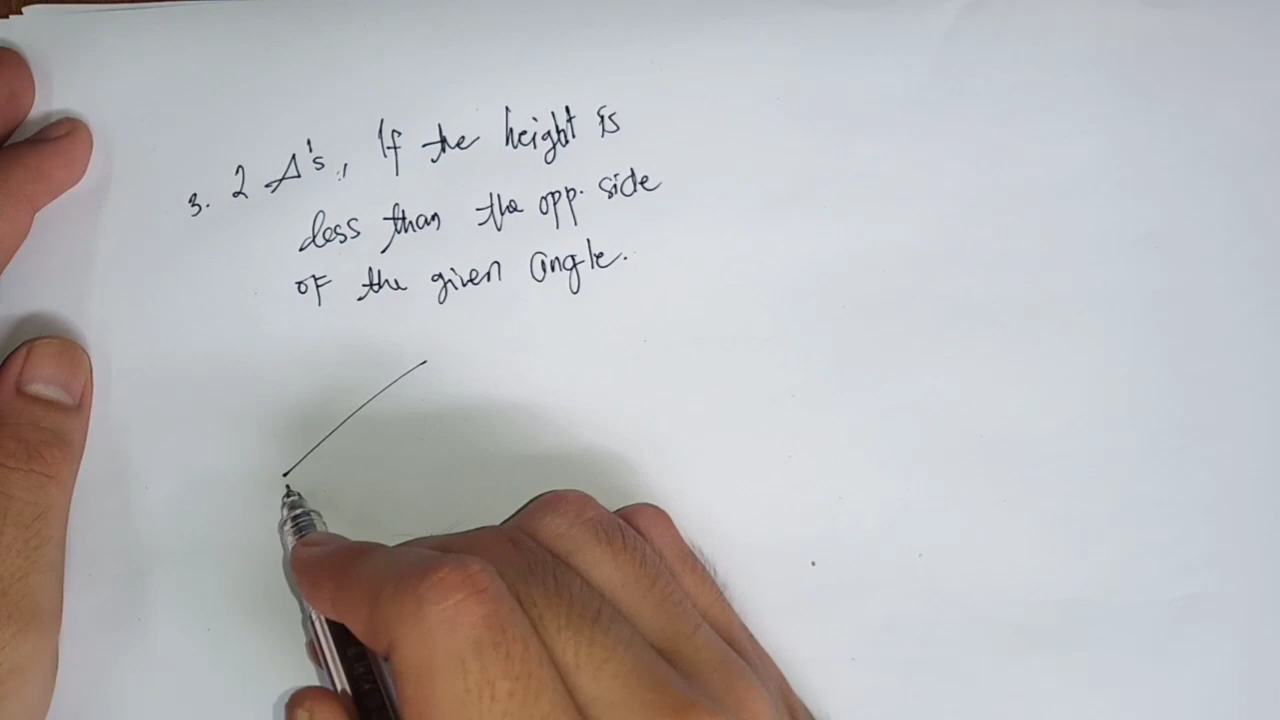 3. 2 Δ's, If the height is
less than the opp. side
of the given angle.